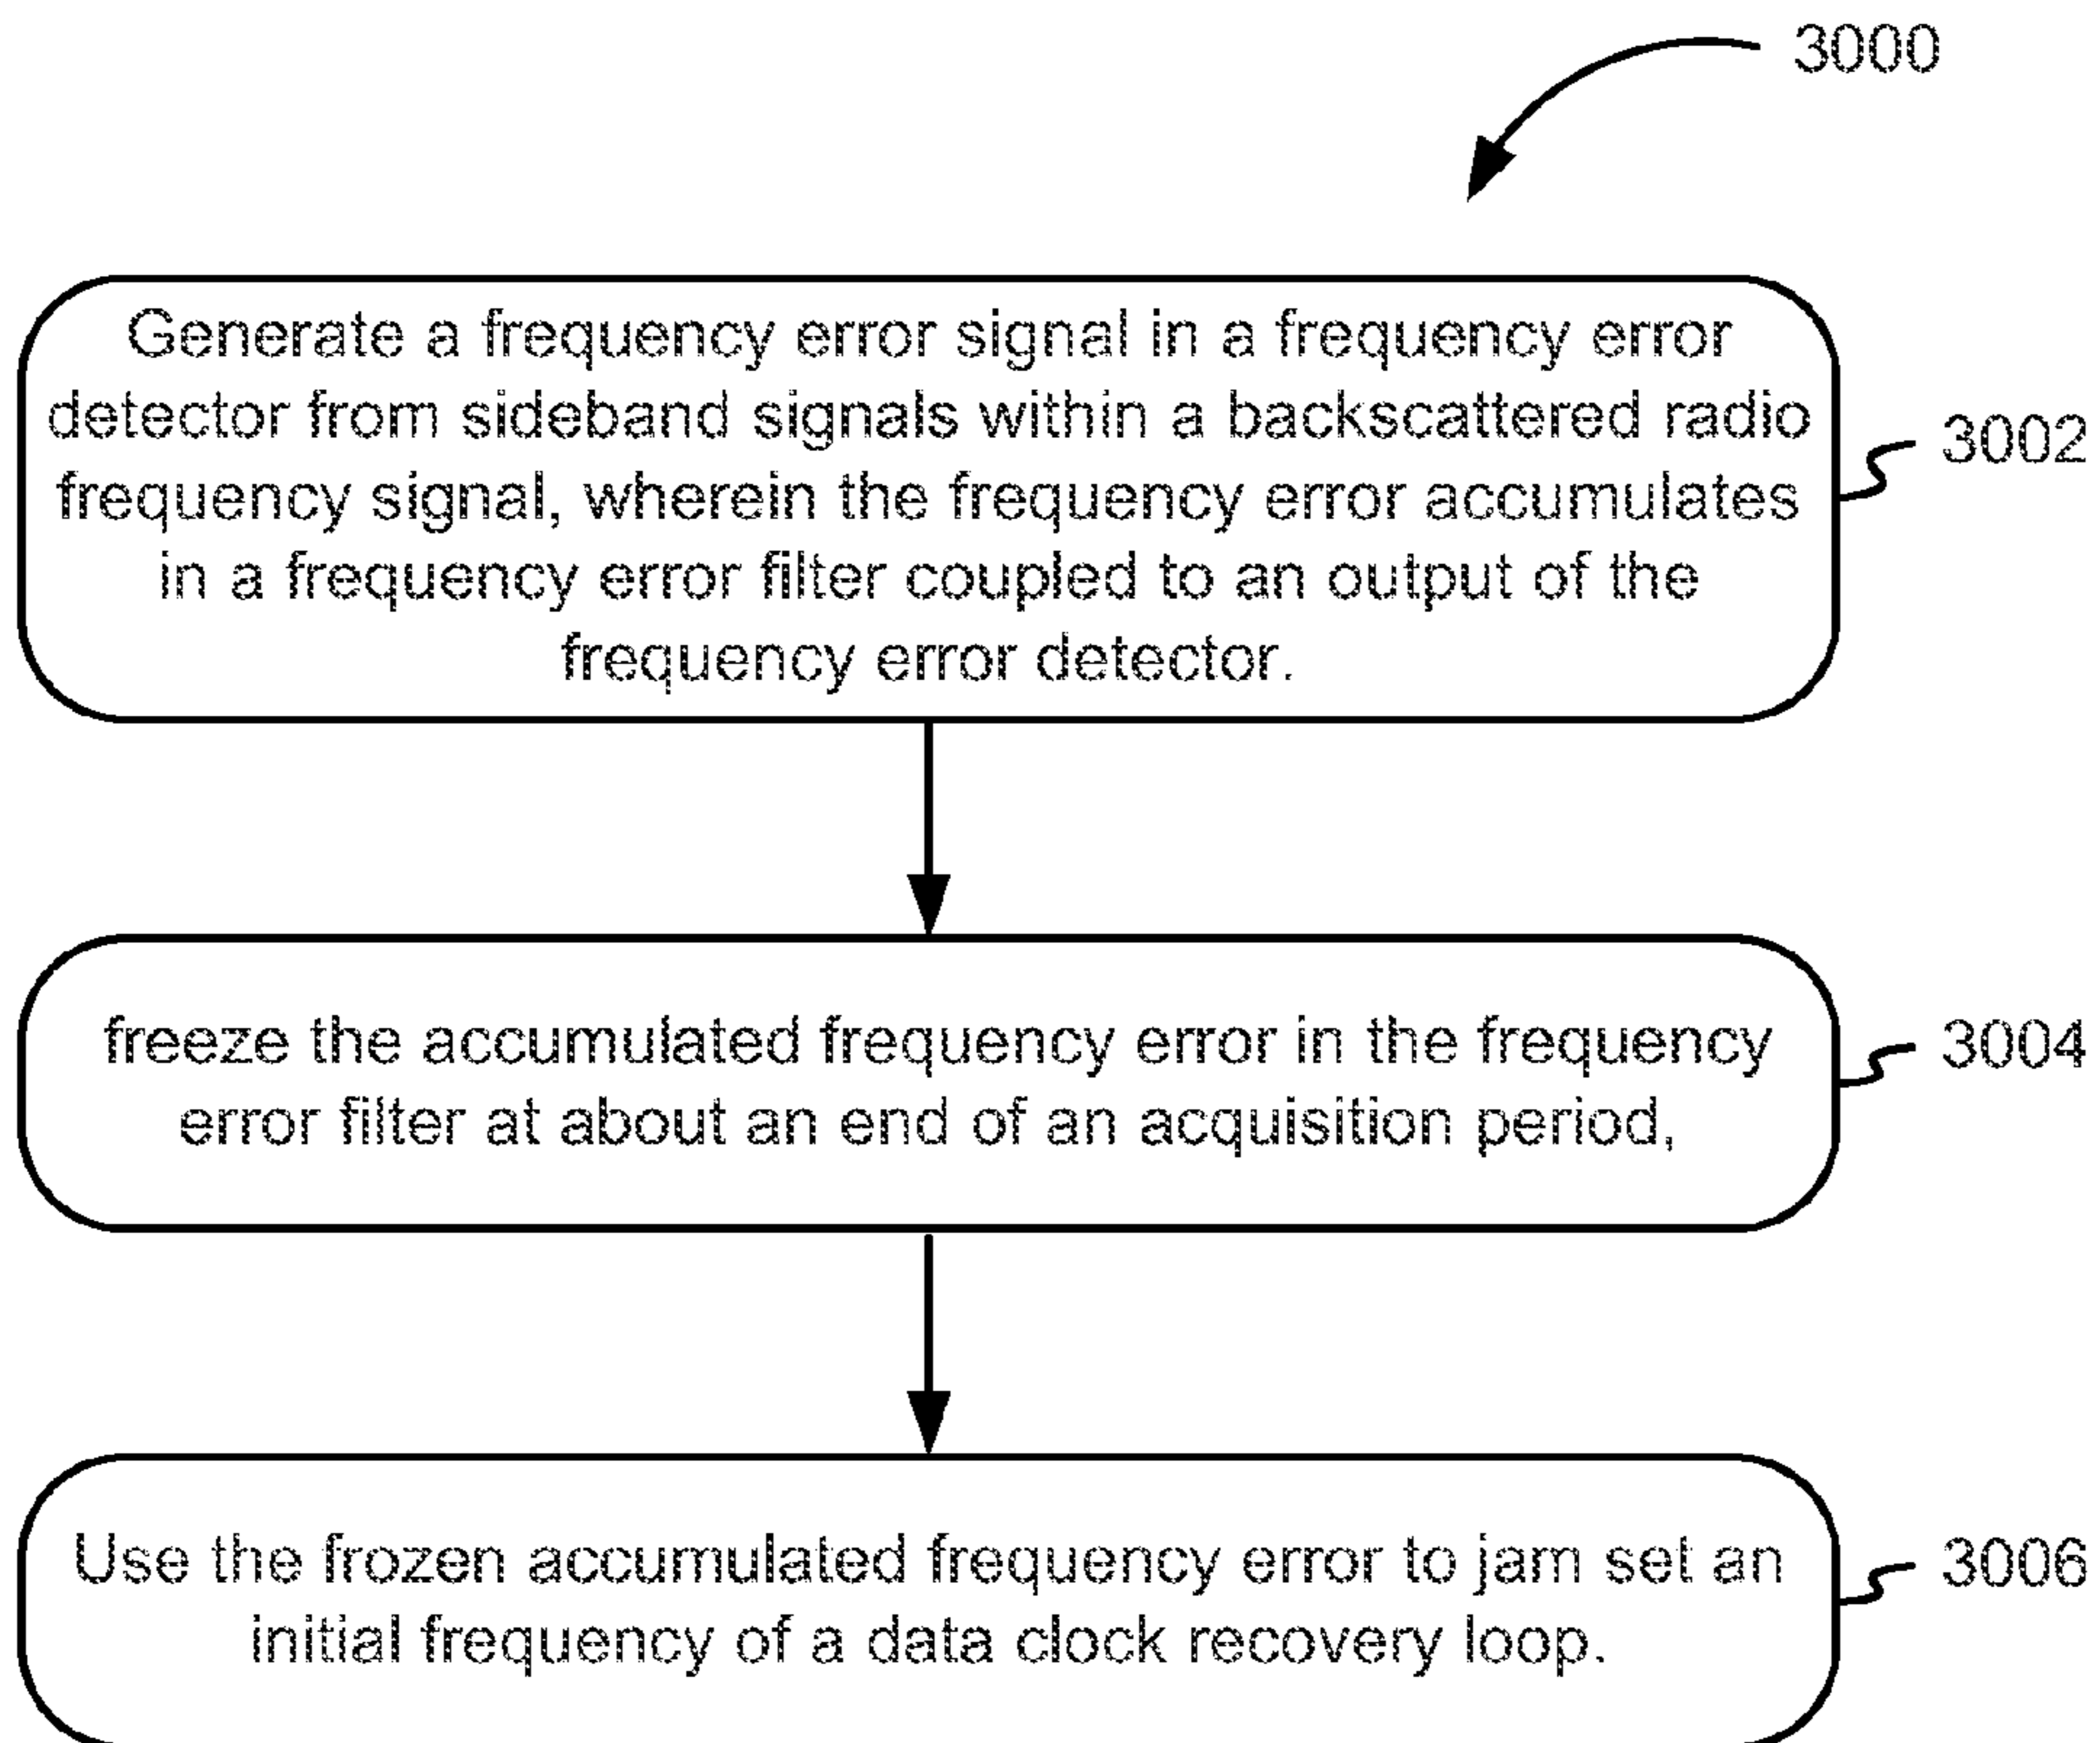 3000
Generate a frequency error signal in a frequency error
detector from sideband signals within a backscattered radio
frequency signal, wherein the frequency error accumulates
in a frequency error filter coupled to an output of the
frequency error detector.
3002
freeze the accumulated frequency error in the frequency
error filter at about an end of an acquisition period,
3004
Use the frozen accumulated frequency error to jam set an
initial frequency of a data clock recovery loop.
3006